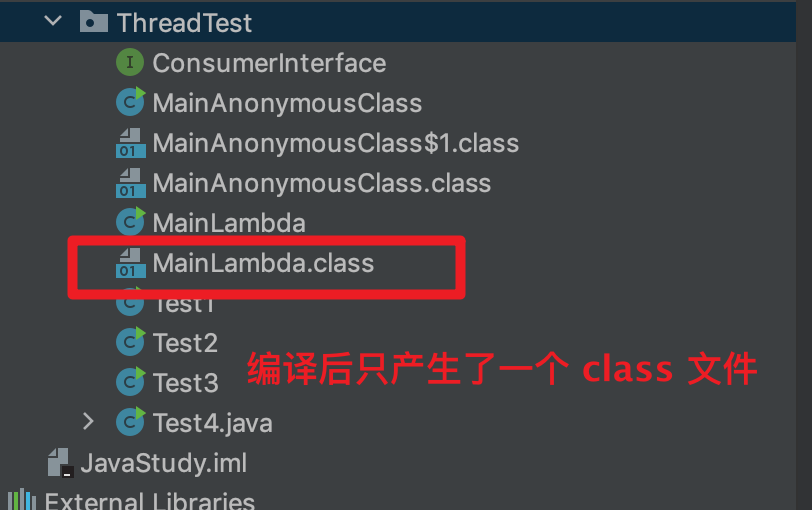 ThreadTest
ConsumerInterface
MainAnonymousClass
MainAnonymousClass$1.class
MainAnonymousClass.class
MainLambda
MainLambda.class
Test1
Test2
编译后只产生了一个 class 文件
Test3
Test4.java
JavaStudy.iml
External Libraries